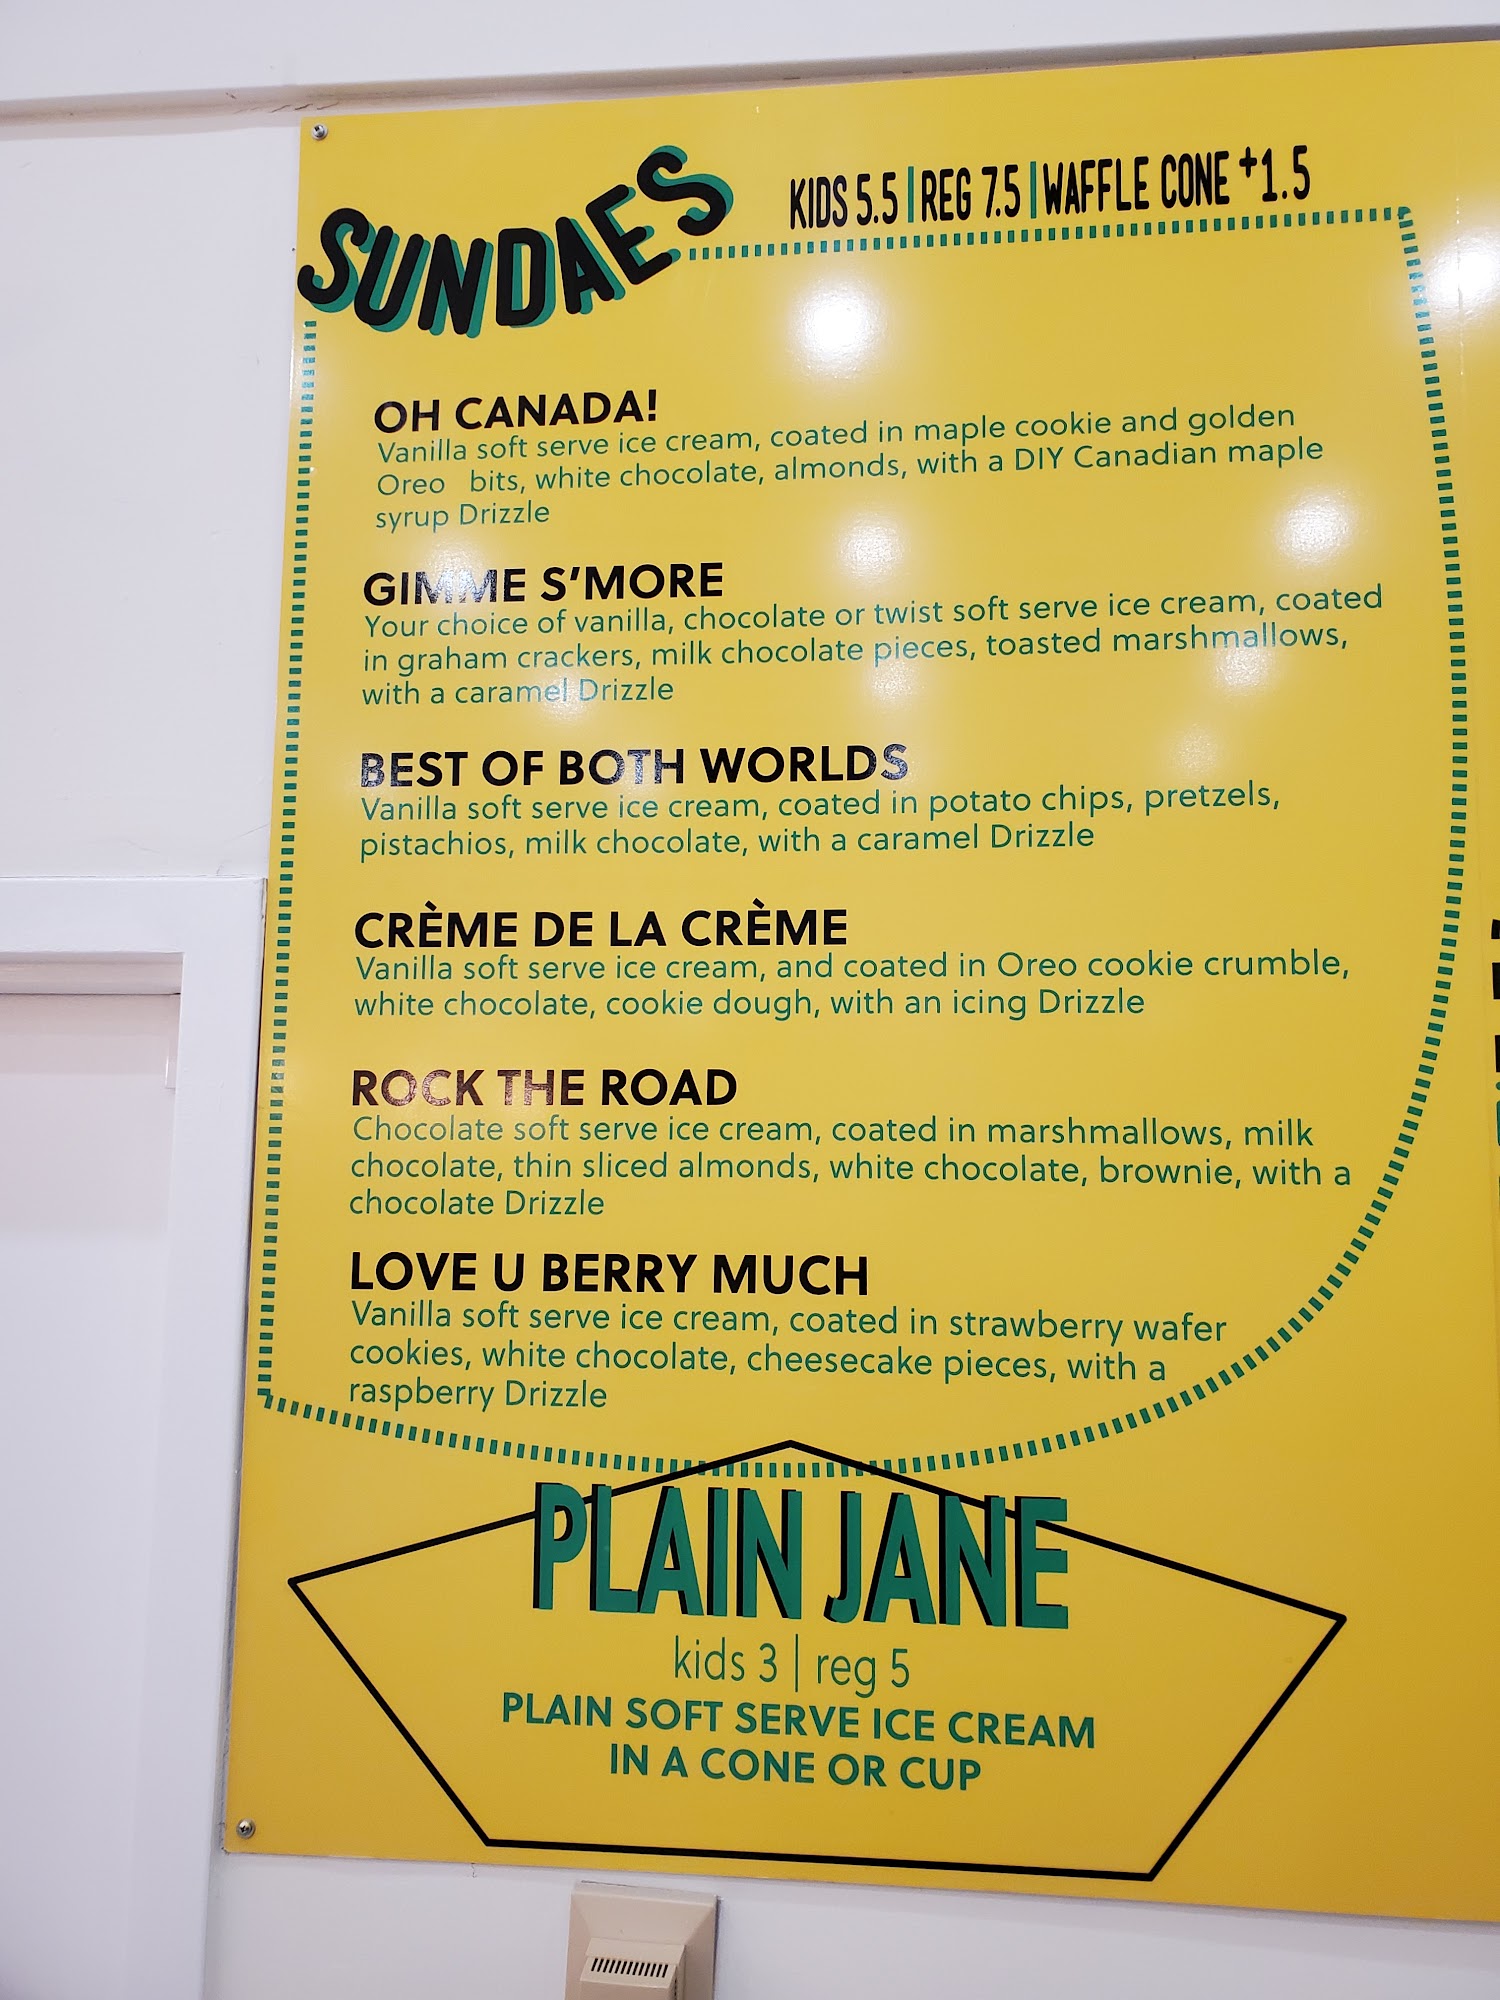 SUNDAES
KIDS 5.5 | REG 7.5 | WAFFLE CONE +1.5
OH CANADA!
Vanilla soft serve ice cream, coated in maple cookie and golden
Oreo bits, white chocolate, almonds, with a DIY Canadian maple
syrup Drizzle
GIMME S'MORE
Your choice of vanilla, chocolate or twist soft serve ice cream, coated
in graham crackers, milk chocolate pieces, toasted marshmallows,
with a caramel Drizzle
BEST OF BOTH WORLDS
Vanilla soft serve ice cream, coated in potato chips, pretzels,
pistachios, milk chocolate, with a caramel Drizzle
CRÈME DE LA CRÈME
Vanilla soft serve ice cream, and coated in Oreo cookie crumble,
white chocolate, cookie dough, with an icing Drizzle
ROCK THE ROAD
Chocolate soft serve ice cream, coated in marshmallows, milk
chocolate, thin sliced almonds, white chocolate, brownie, with a
chocolate Drizzle
LOVE U BERRY MUCH
Vanilla soft serve ice cream, coated in strawberry wafer
cookies, white chocolate, cheesecake pieces, with a
raspberry Drizzle
PLAIN JANE
kids 3 | reg 5
PLAIN SOFT SERVE ICE CREAM
IN A CONE OR CUP